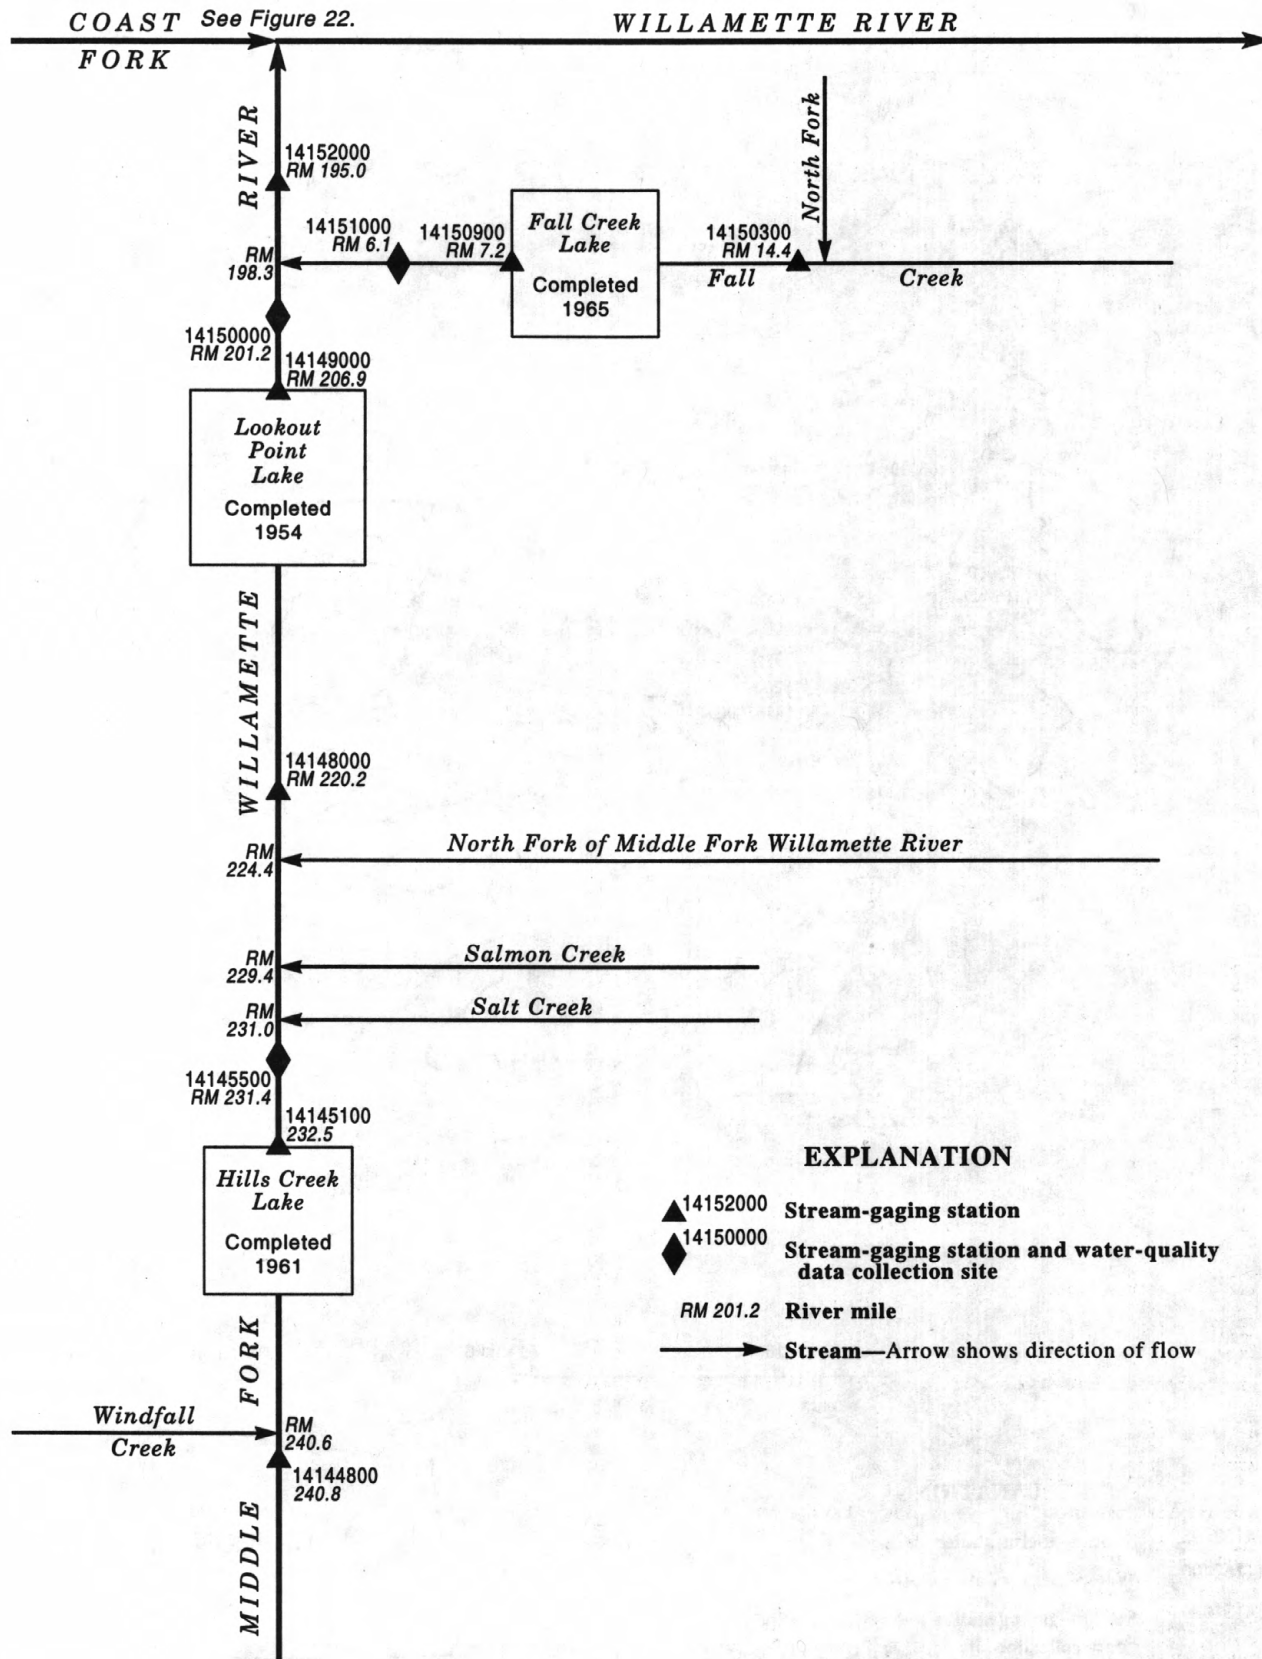 COAST See Figure 22. WILLAMETTE RIVER
FORK
RIVER
North Fork
14152000
RM 195.0
14151000
RM 6.1
14150900
RM 7.2
Fall Creek
Lake
Completed
1965
14150300
RM 14.4
Fall Creek
RM
198.3
14150000
RM 201.2
14149000
RM 206.9
Lookout
Point
Lake
Completed
1954
WILLAMETTE
14148000
RM 220.2
RM
224.4
North Fork of Middle Fork Willamette River
RM
229.4
Salmon Creek
RM
231.0
Salt Creek
14145500
RM 231.4
14145100
232.5
Hills Creek
Lake
Completed
1961
FORK
Windfall
Creek
RM
240.6
14144800
240.8
MIDDLE
EXPLANATION
14152000 Stream-gaging station
14150000 Stream-gaging station and water-quality
data collection site
RM 201.2 River mile
Stream—Arrow shows direction of flow